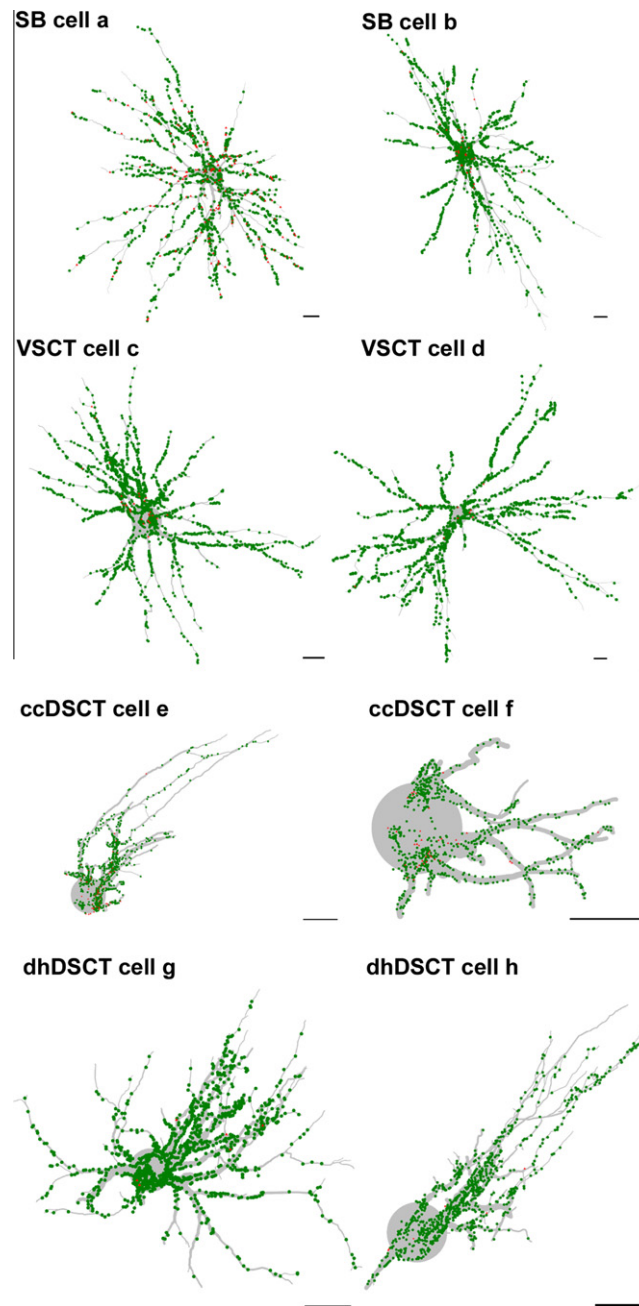 SB cell a
SB cell b
VSCT cell c
VSCT cell d
ccDSCT cell e
ccDSCT cell f
dhDSCT cell g
dhDSCT cell h